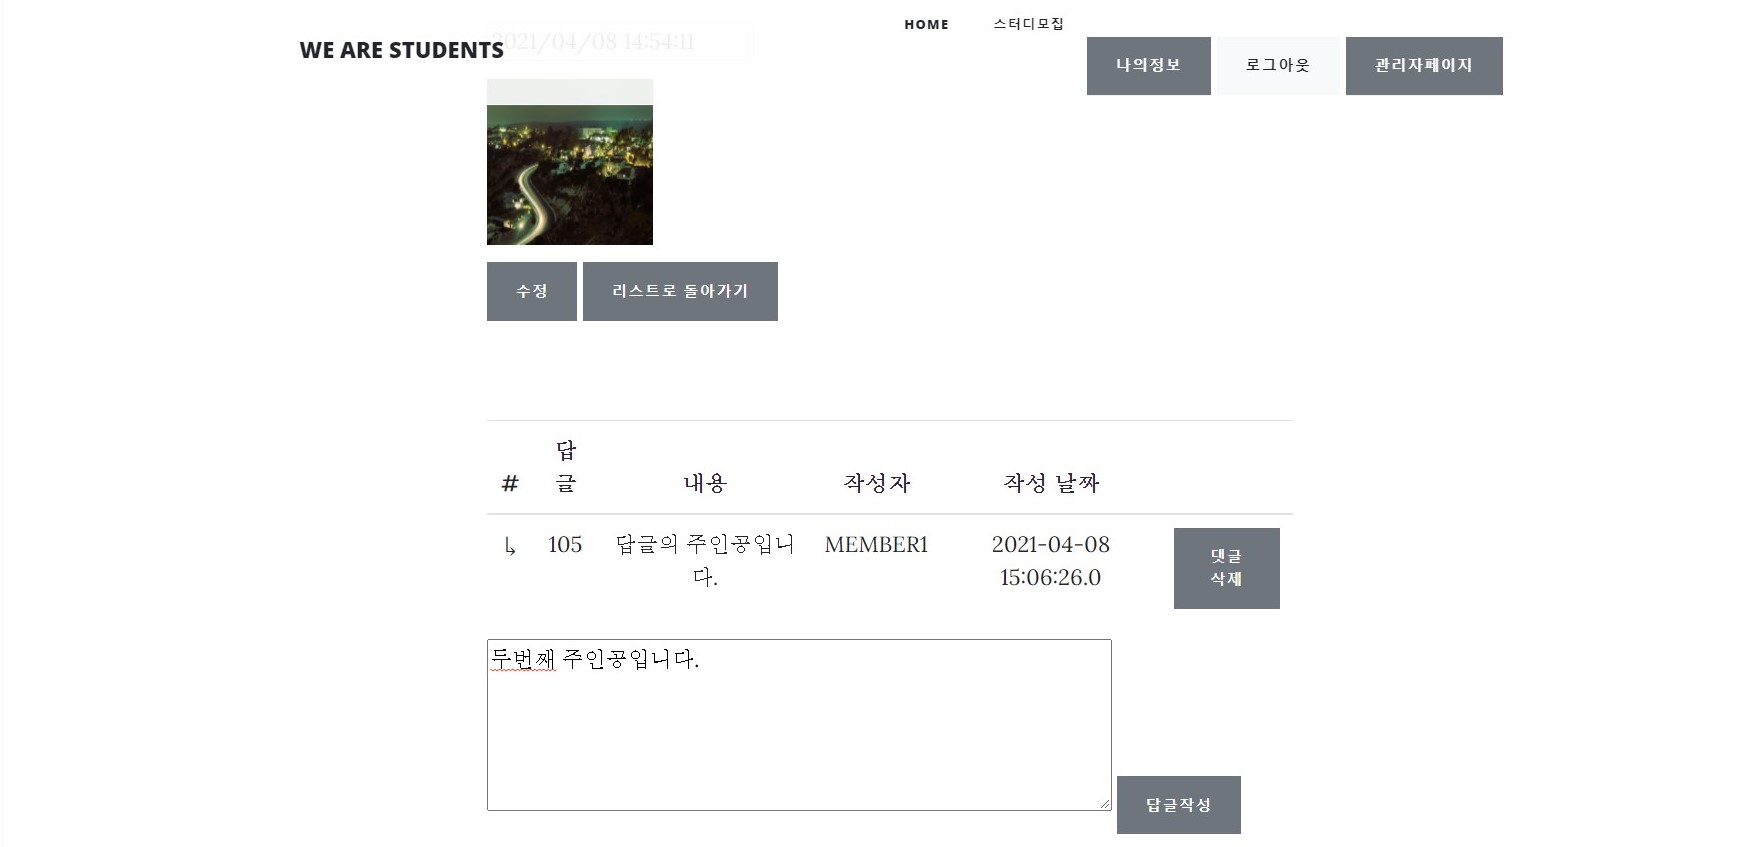 HOME 스터디모집
2021/04/08 14:54:11
WE ARE STUDENTS
나의정보 로그아웃 관리자페이지
수정 리스트로 돌아가기
# 답글 내용 작성자 작성 날짜
↳ 105 답글의 주인공입니 MEMBER1 2021-04-08 댓글
다. 15:06:26.0 삭제
두번째 주인공입니다.
답글작성